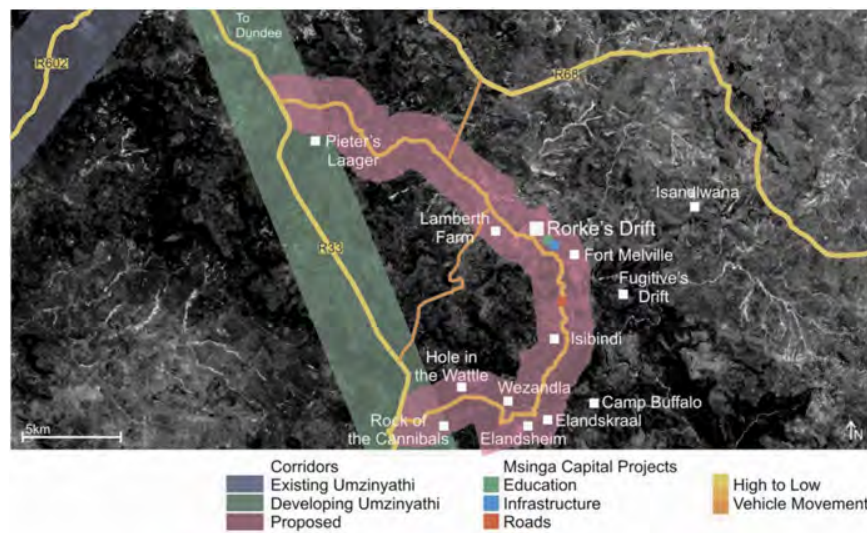 To
Dundee
R602
R68
Pieter's
Laager
Isandlwana
Lamberth
Farm
Rorke's Drift
Fort Melville
R33
Fugitive's
Drift
Isibindi
Hole in
the Wattle
Wezandla
Camp Buffalo
Rock of
the Cannibals
Elandsheim
Elandskraal
5km
N
Corridors
Existing Umzinyathi
Developing Umzinyathi
Proposed
Msinga Capital Projects
Education
Infrastructure
Roads
High to Low
Vehicle Movement